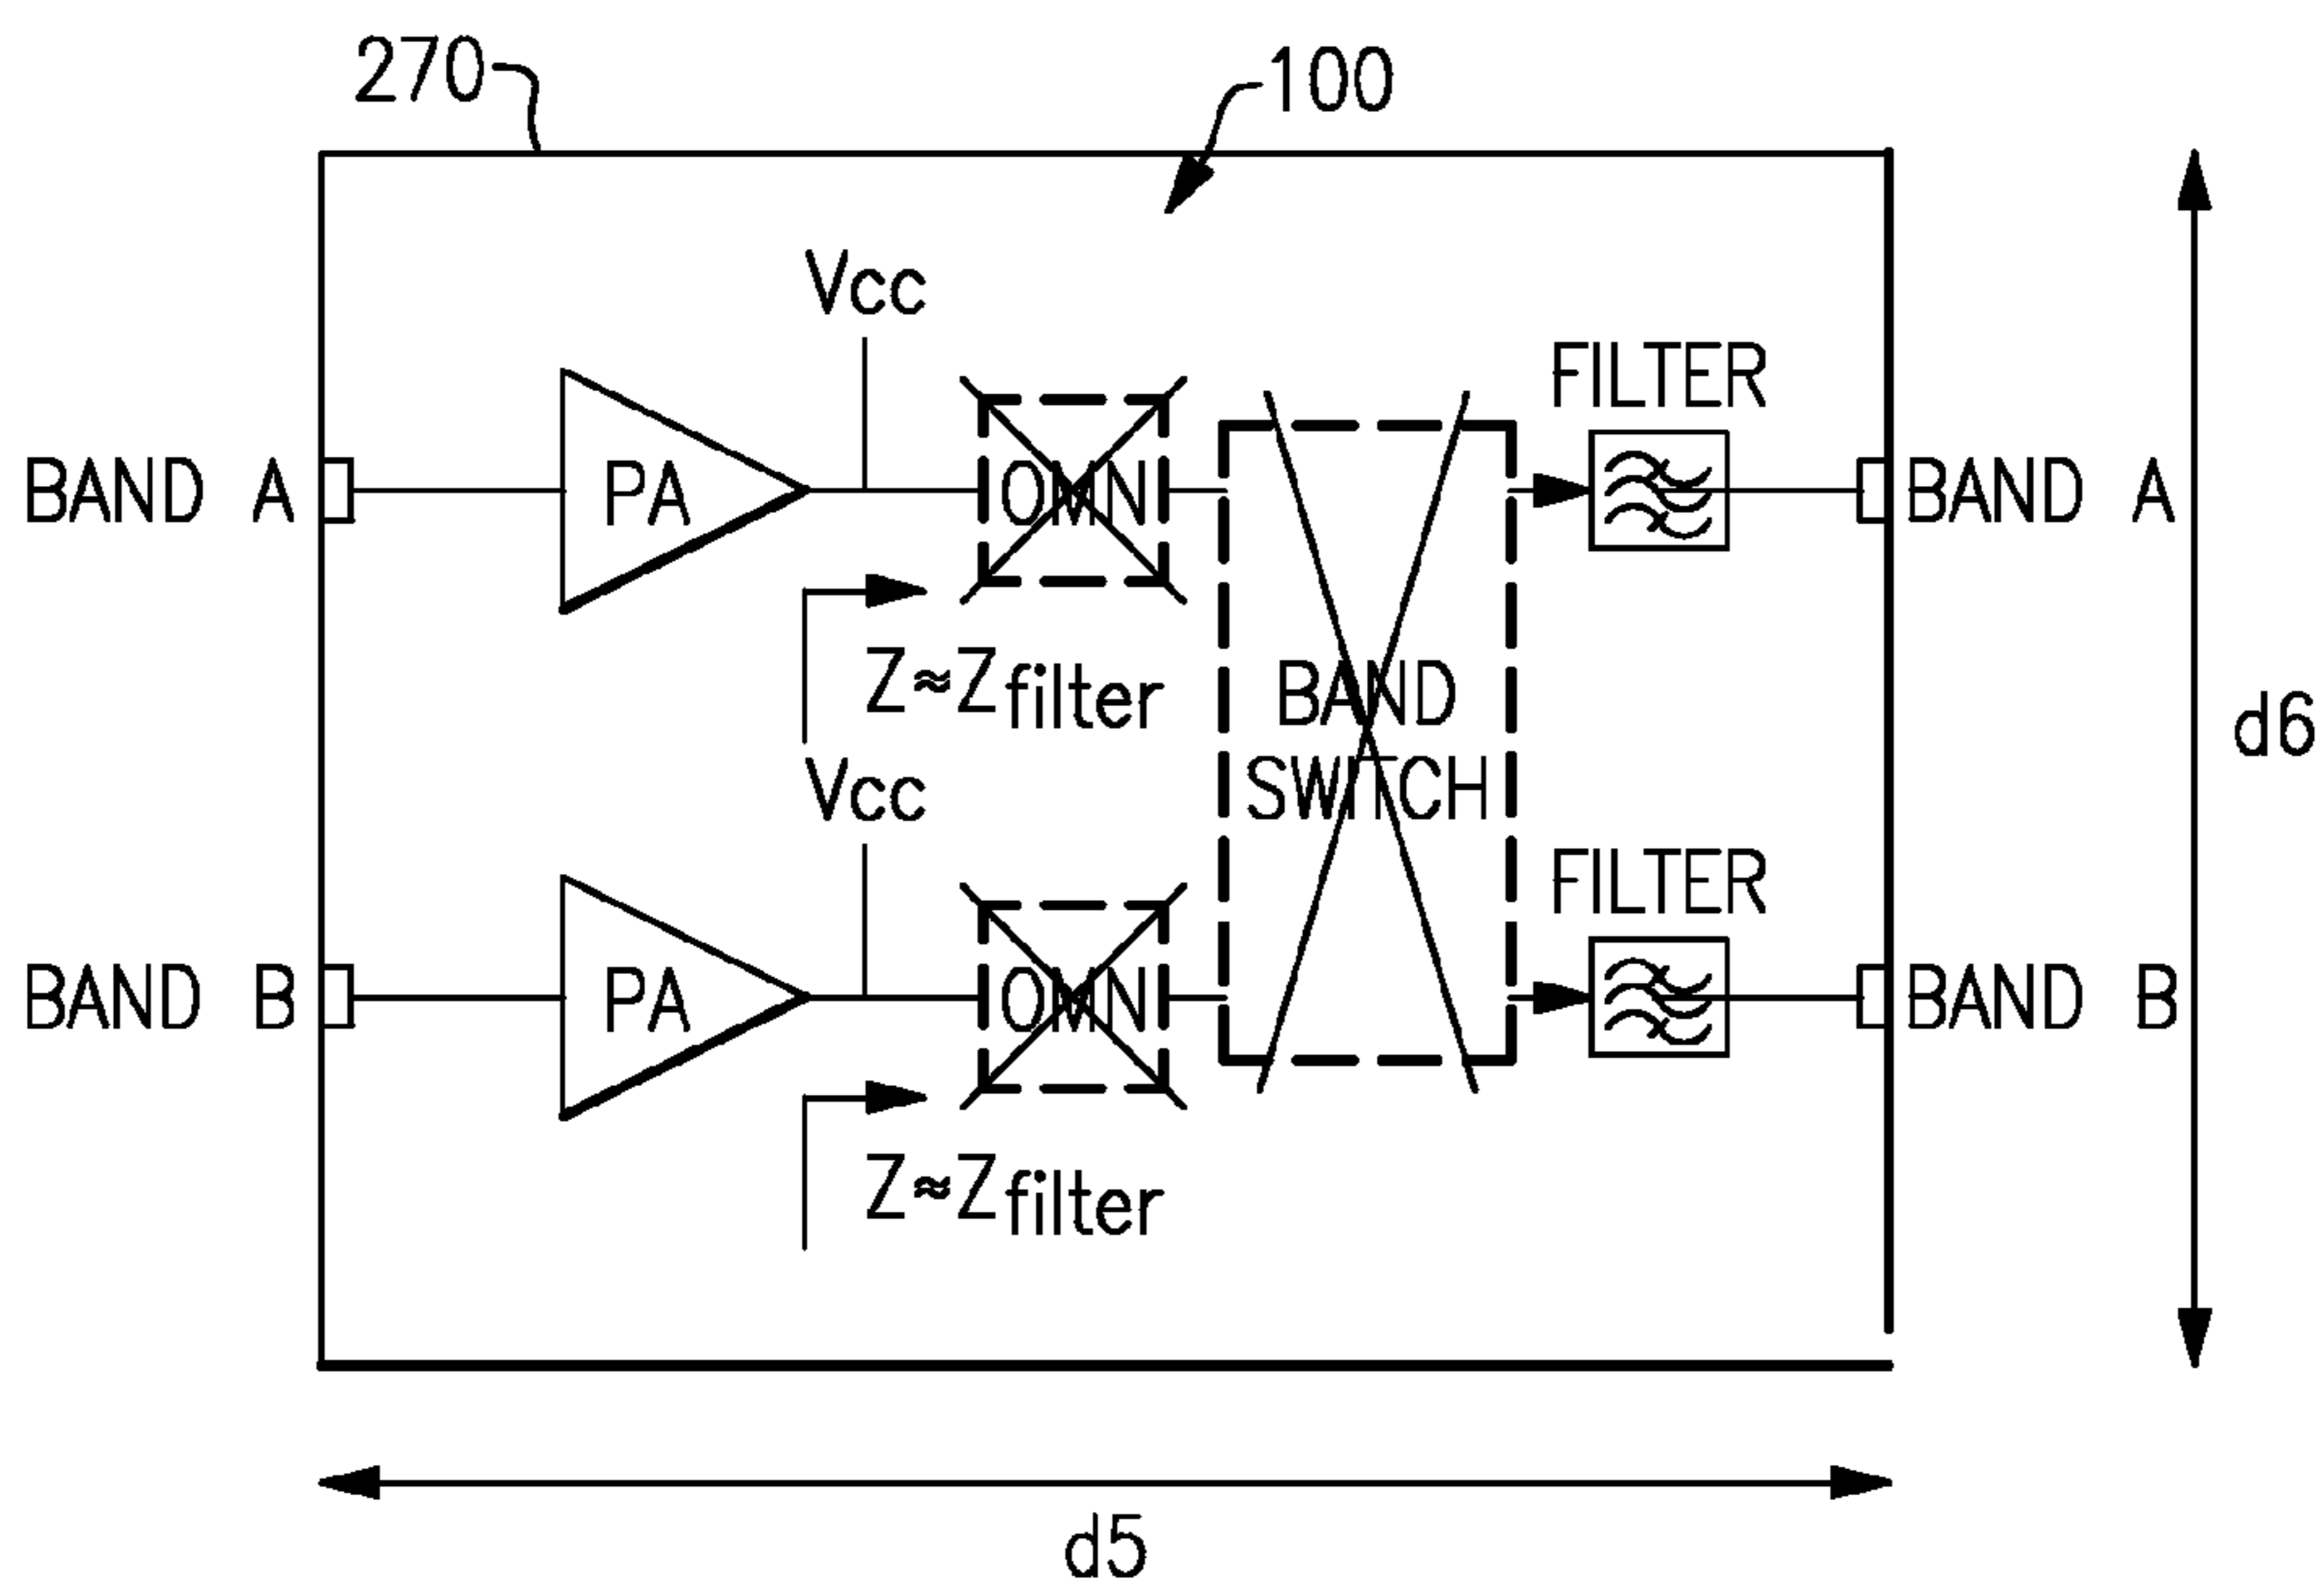 270
100
Vcc
FILTER
BAND A
PA
OMN
BAND A
Z≈Zfilter
BAND
SWITCH
d6
Vcc
FILTER
BAND B
PA
OMN
BAND B
Z≈Zfilter
d5